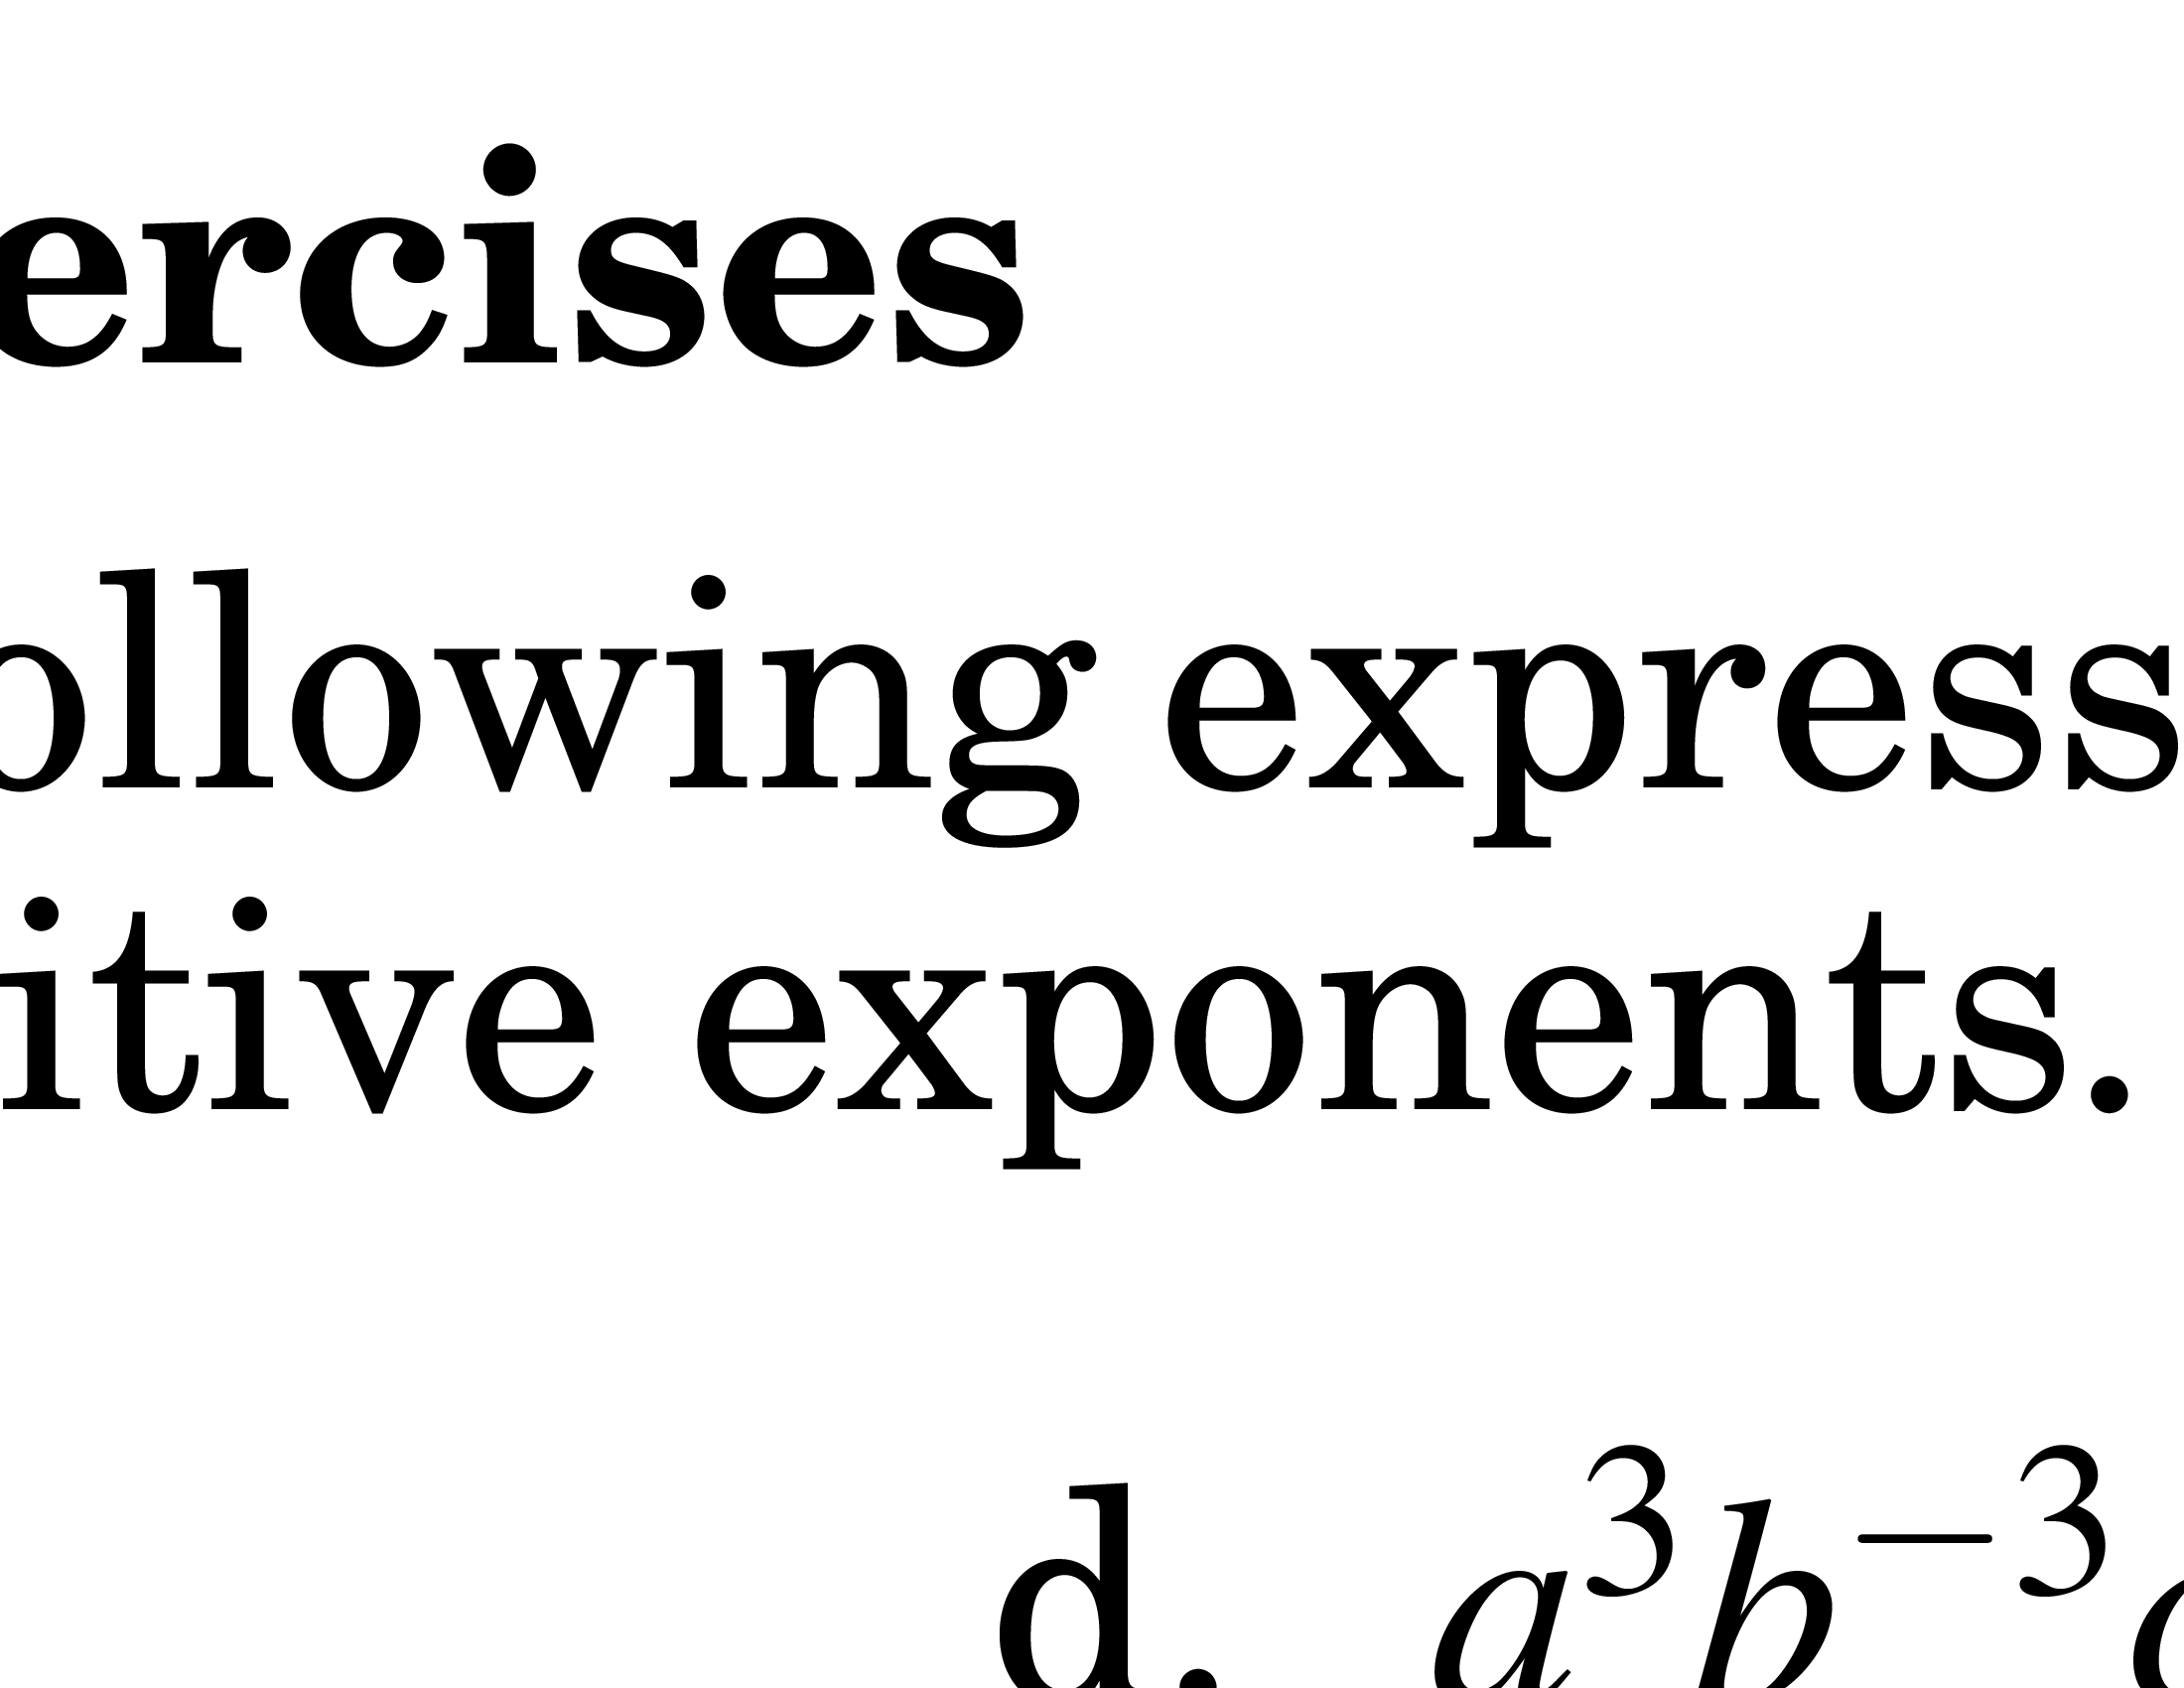 ercises
ollowing express
itive exponents.
d. a³b⁻³